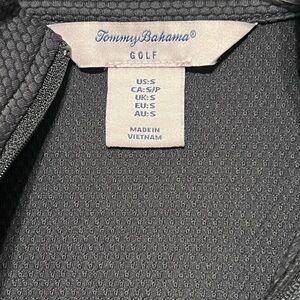 Tommy Bahama®
GOLF
US:S
CA:S/P
UK:S
EU:S
AU:S
MADE IN
VIETNAM